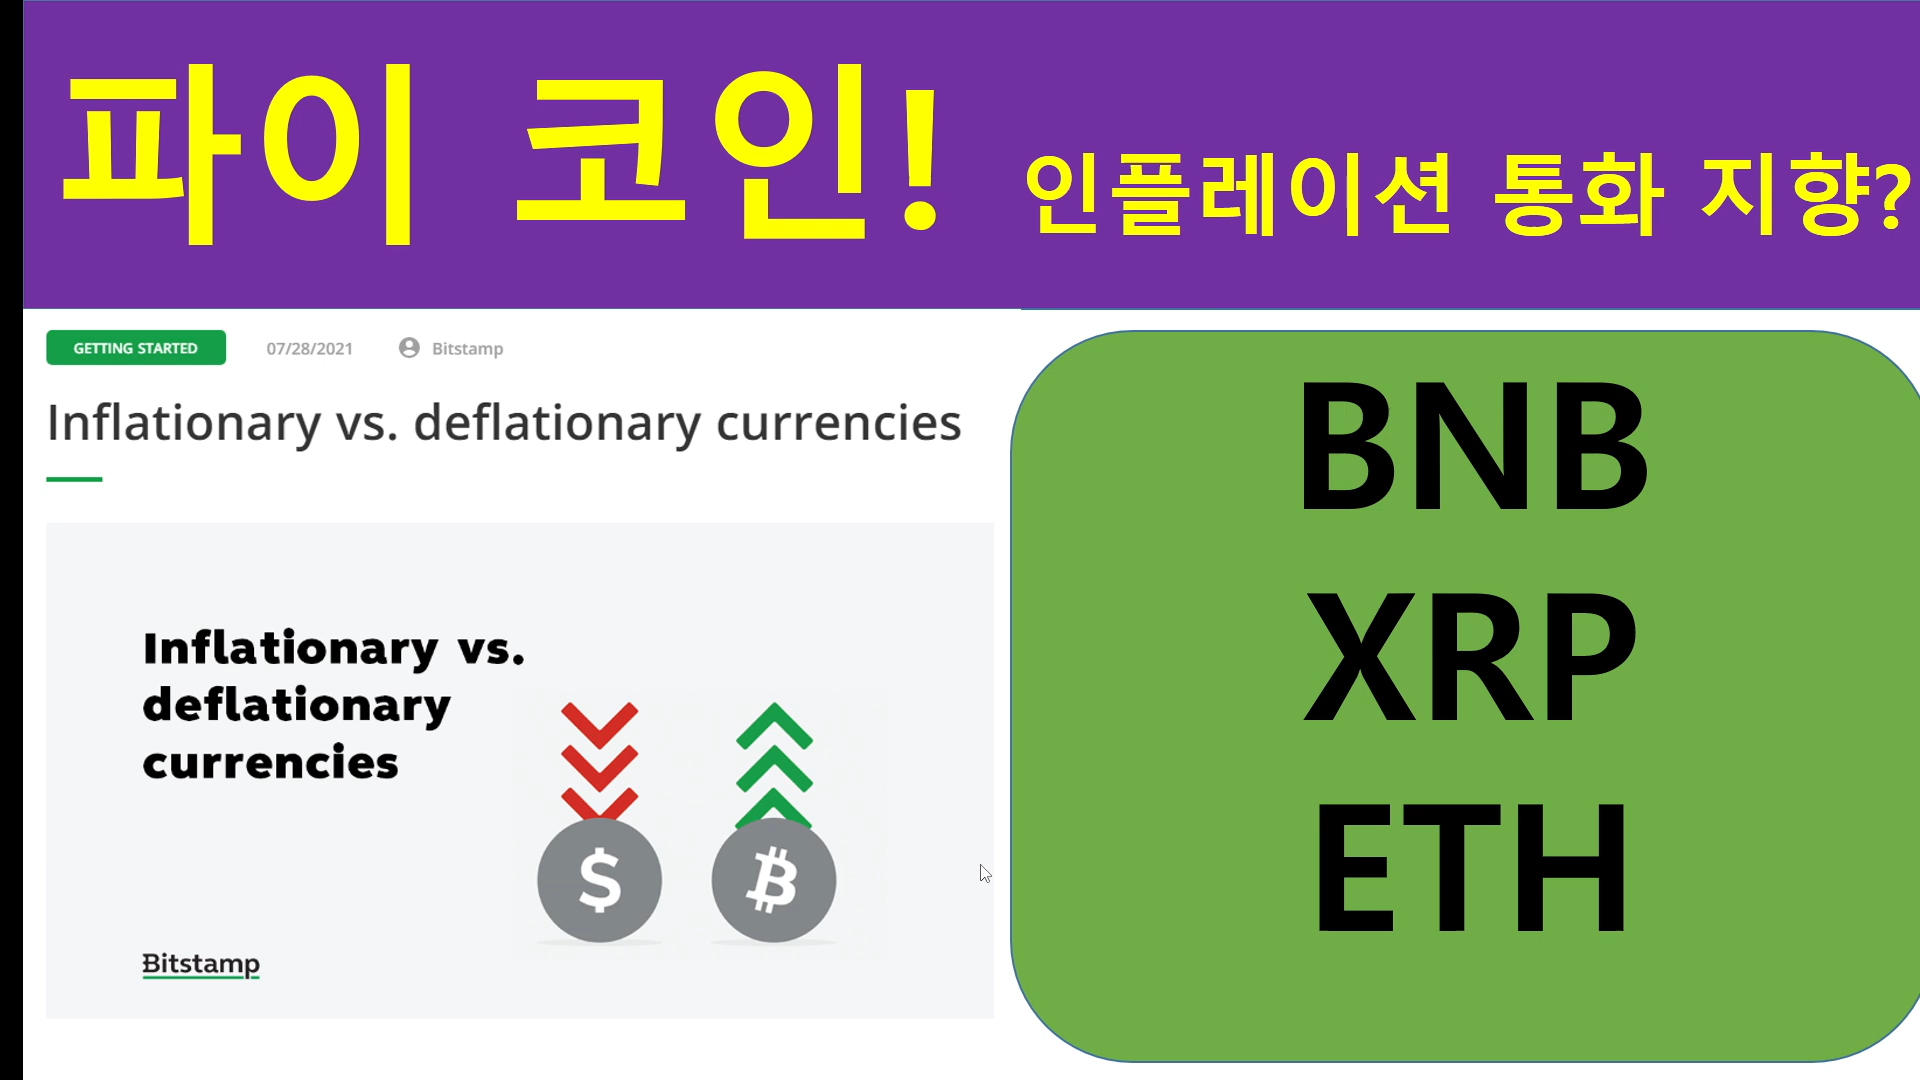 파이 코인! 인플레이션 통화 지향?
GETTING STARTED 07/28/2021 Bitstamp
Inflationary vs. deflationary currencies
Inflationary vs.
deflationary
currencies
$ ₿
Bitstamp
BNB
XRP
ETH